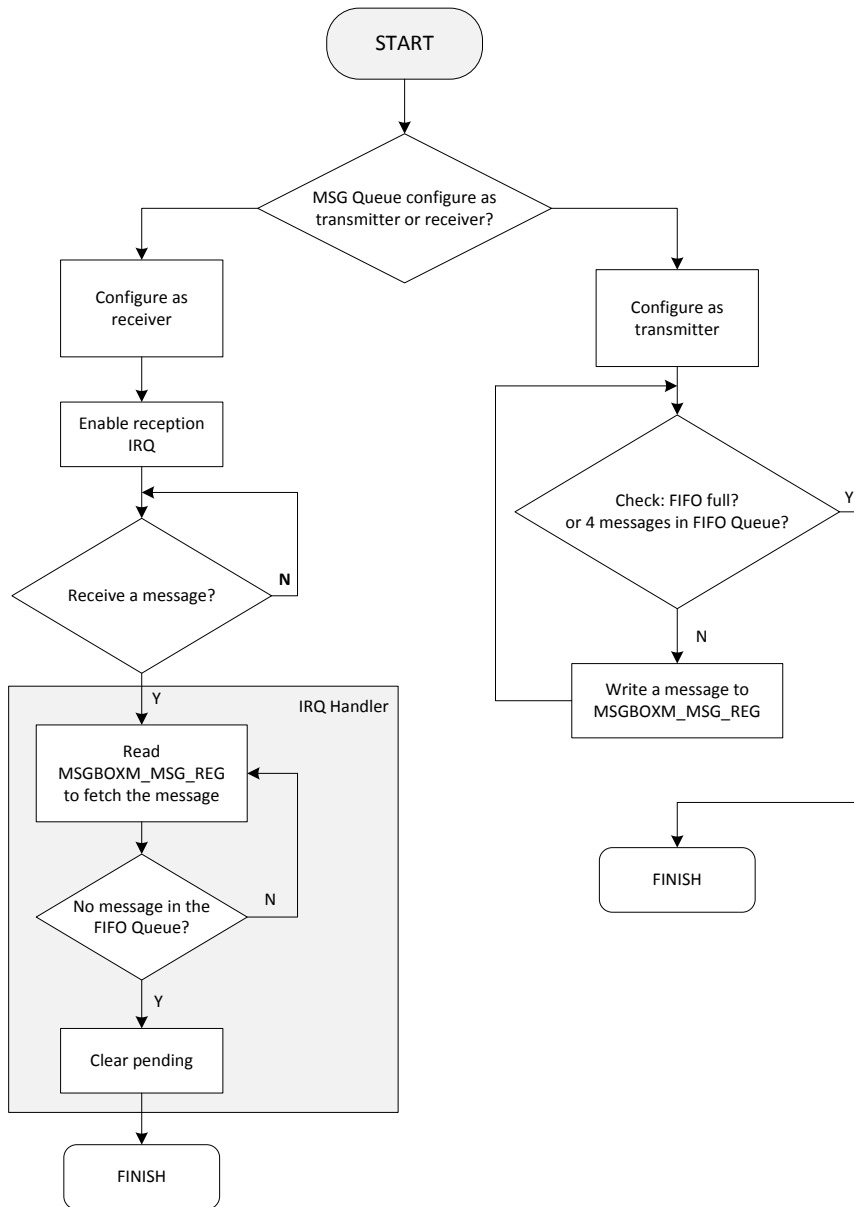 START
MSG Queue configure as
transmitter or receiver?
Configure as
receiver
Configure as
transmitter
Enable reception
IRQ
Check: FIFO full?
or 4 messages in FIFO Queue?
Y
N
Receive a message?
N
Write a message to
MSGBOXM_MSG_REG
Y
IRQ Handler
Read
MSGBOXM_MSG_REG
to fetch the message
No message in the
FIFO Queue?
N
FINISH
Y
Clear pending
FINISH